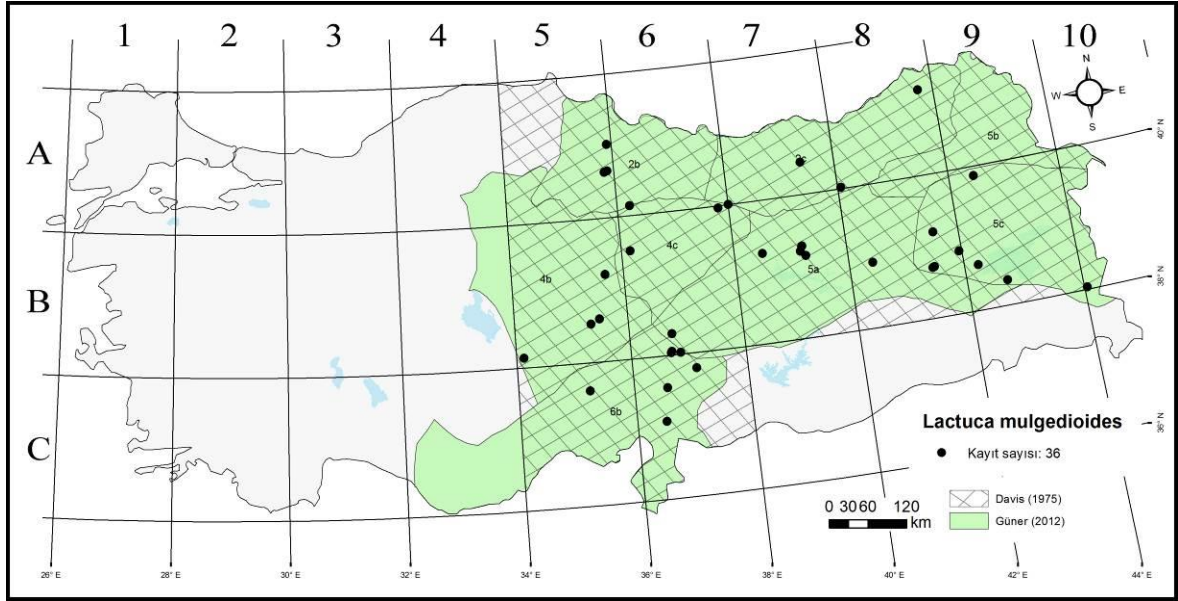 1 2 3 4 5 6 7 8 9 10
N
W E
S
A
40° N
5b
2b
5c
4c
5a
4b
38° N
B
6b
36° N
C
Lactuca mulgedioides
Kayıt sayısı: 36
Davis (1975)
Güner (2012)
0 30 60 120
km
26° E 28° E 30° E 32° E 34° E 36° E 38° E 40° E 42° E 44° E